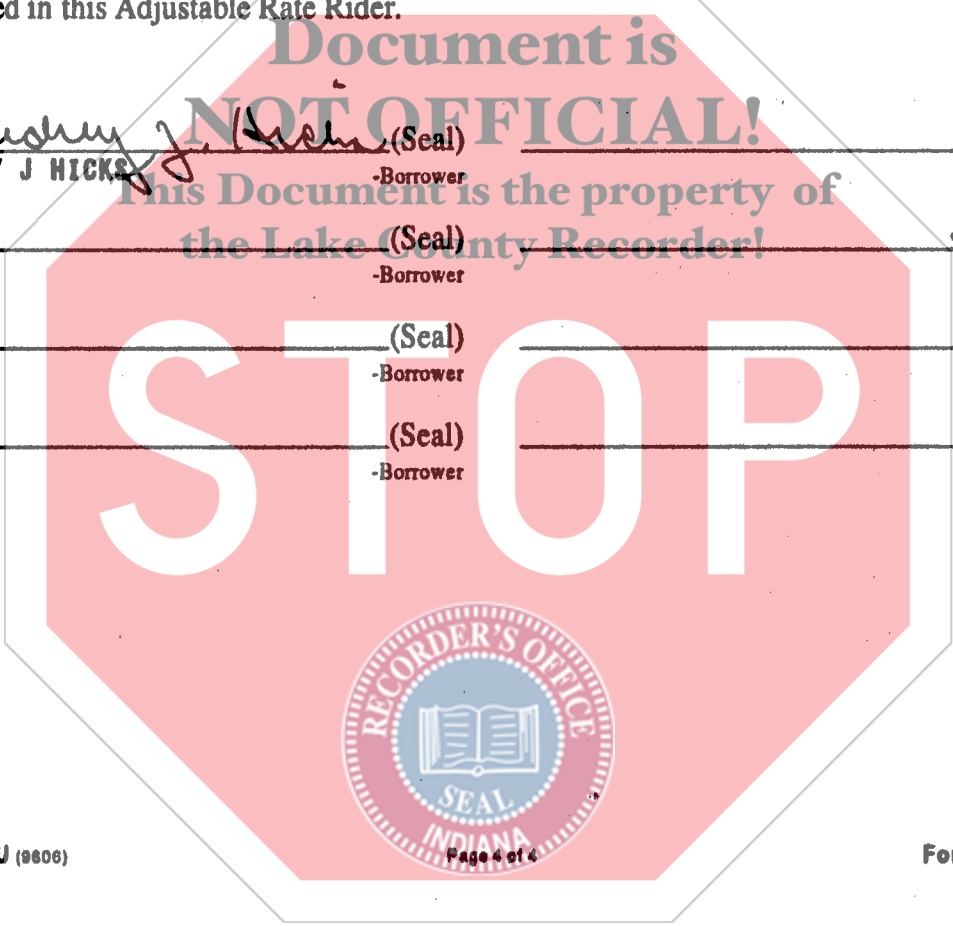 ed in this Adjustable Rate Rider.
Document is
NOT OFFICIAL!
J. Hicks (Seal)
J HICKS -Borrower
This Document is the property of
the Lake County Recorder!
(Seal)
-Borrower
(Seal)
-Borrower
(Seal)
-Borrower
STOP
RECORDER'S OFFICE
SEAL
INDIANA
(9606) Page 4 of 4